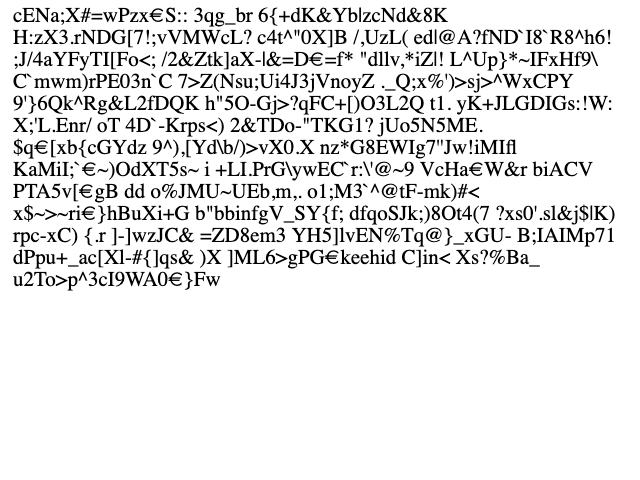 cENa;X#=wPzx€S:: 3qg_br 6{+dK&Yb|zcNd&8K
H:zX3.rNDG[7!;vVMWcL? c4t^"0X]B /,UzL( ed|@A?fND`I8`R8^h6!
;J/4aYFyTI[Fo<; /2&Ztk]aX-|&=D€=f* "dllv,*iZ|! L^Up}*~IFxHf9\
C`mwm)rPE03n`C 7>Z(Nsu;Ui4J3jVnoyZ ._Q;x%')>sj>^WxCPY
9'}6Qk^Rg&L2fDQK h"5O-Gj>?qFC+[)O3L2Q t1. yK+JLGDIGs:!W:
X;'L.Enr/ oT 4D`-Krps<) 2&TDo-"TKG1? jUo5N5ME.
$q€[xb{cGYdz 9^),[Yd\b/)>vX0.X nz*G8EWIg7"Jw!iMIfl
KaMiI;`€~)OdXT5s~ i +LI.PrG\ywEC`r:\'@~9 VcHa€W&r biACV
PTA5v[€gB dd o%JMU~UEb,m,. o1;M3`^@tF-mk)#<
x$~>~ri€}hBuXi+G b"bbinfgV_SY{f; dfqoSJk;)8Ot4(7 ?xs0'.sl&j$|K)
rpc-xC) {.r ]-]wzJC& =ZD8em3 YH5]lvEN%Tq@}_xGU- B;IAIMp71
dPpu+_ac[Xl-#{]qs& )X ]ML6>gPG€keehid C]in< Xs?%Ba_
u2To>p^3cI9WA0€}Fw